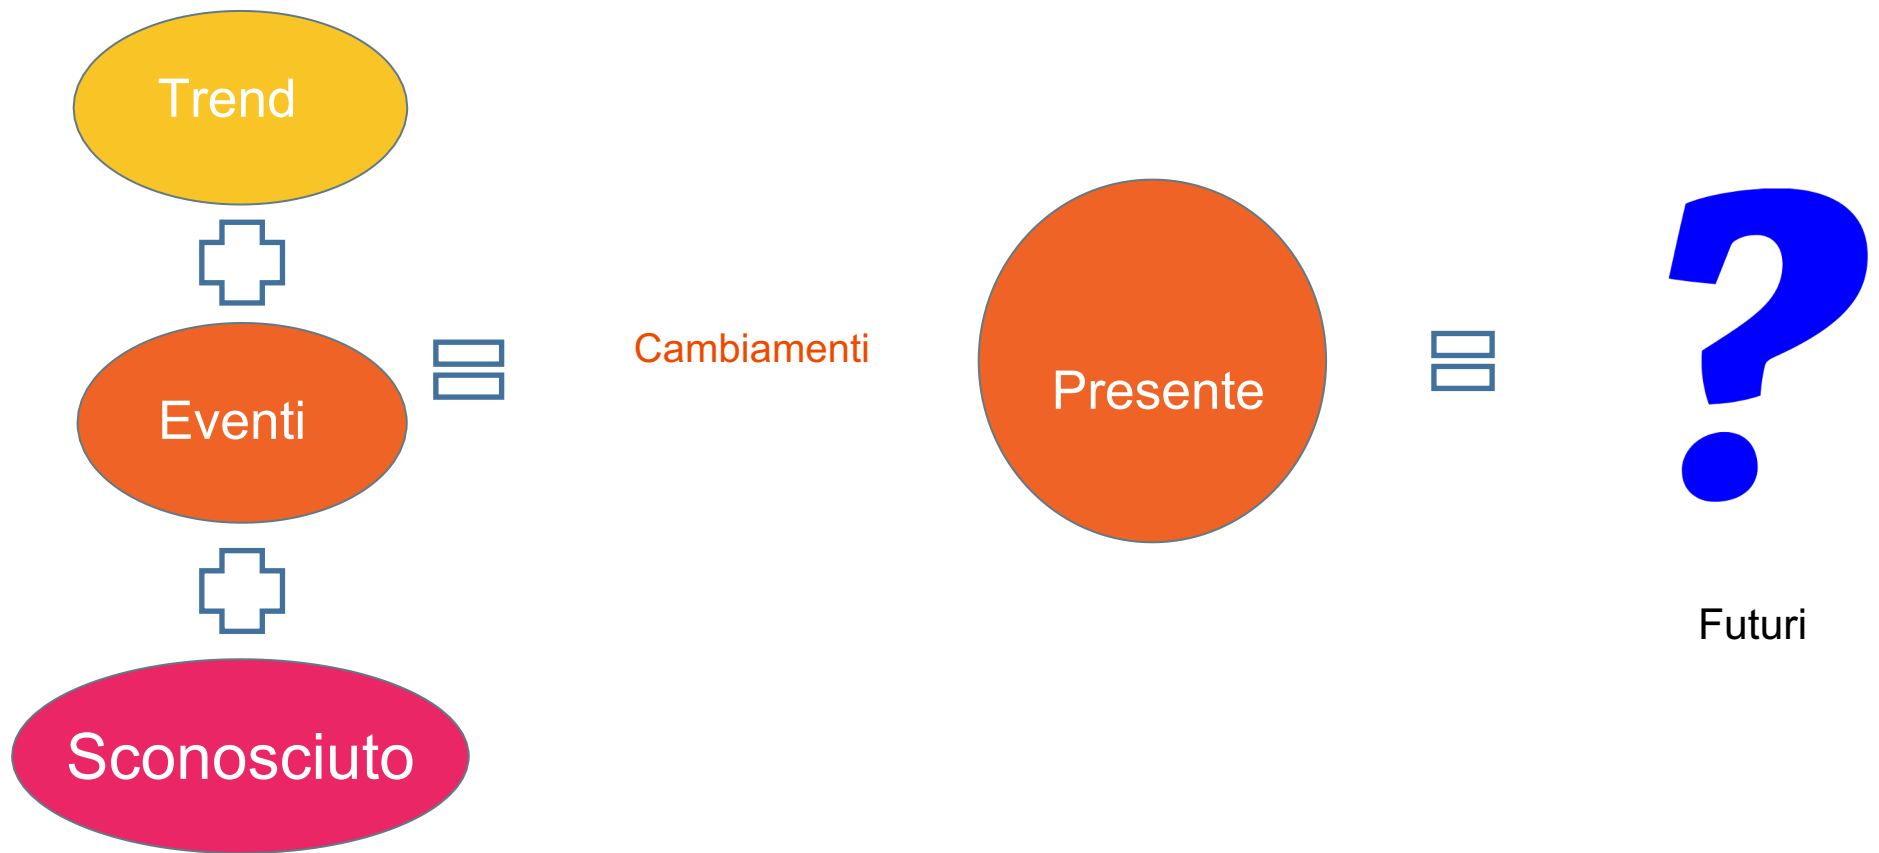 Trend
Eventi
Sconosciuto
Cambiamenti
Presente
?
Futuri